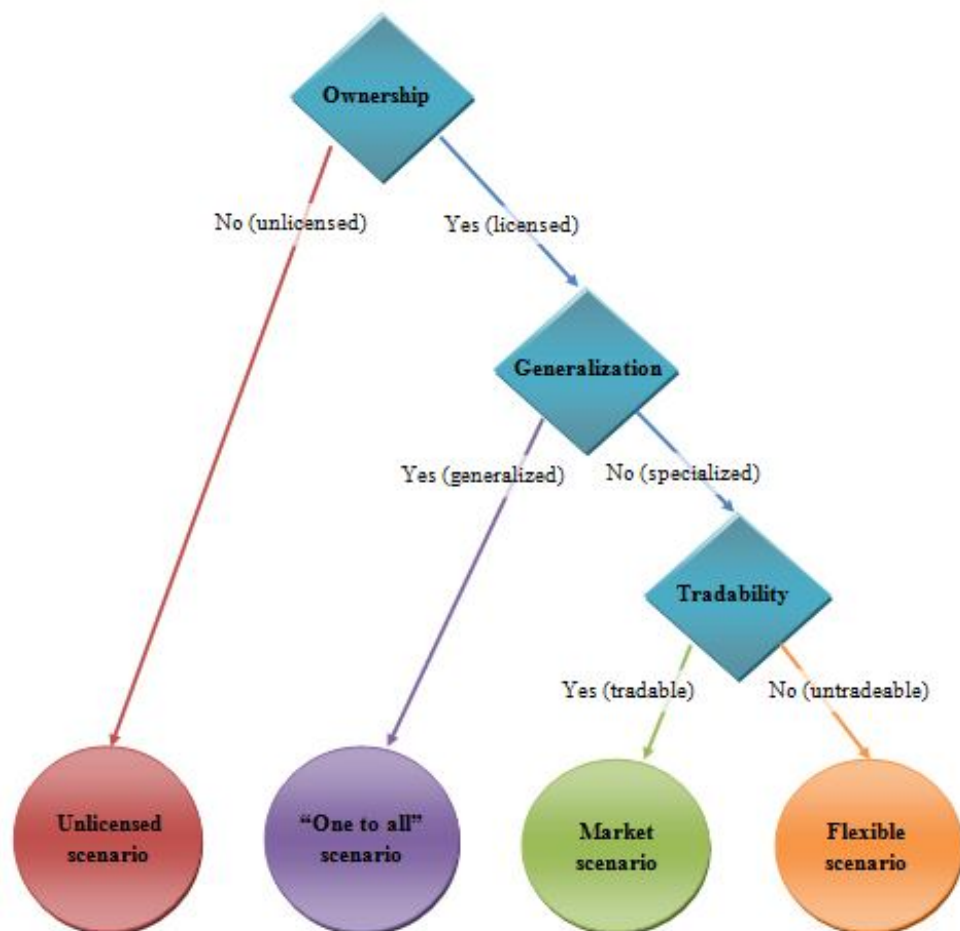 Ownership
No (unlicensed)
Yes (licensed)
Generalization
Yes (generalized)
No (specialized)
Tradability
Yes (tradable)
No (untradeable)
Unlicensed
scenario
“One to all”
scenario
Market
scenario
Flexible
scenario